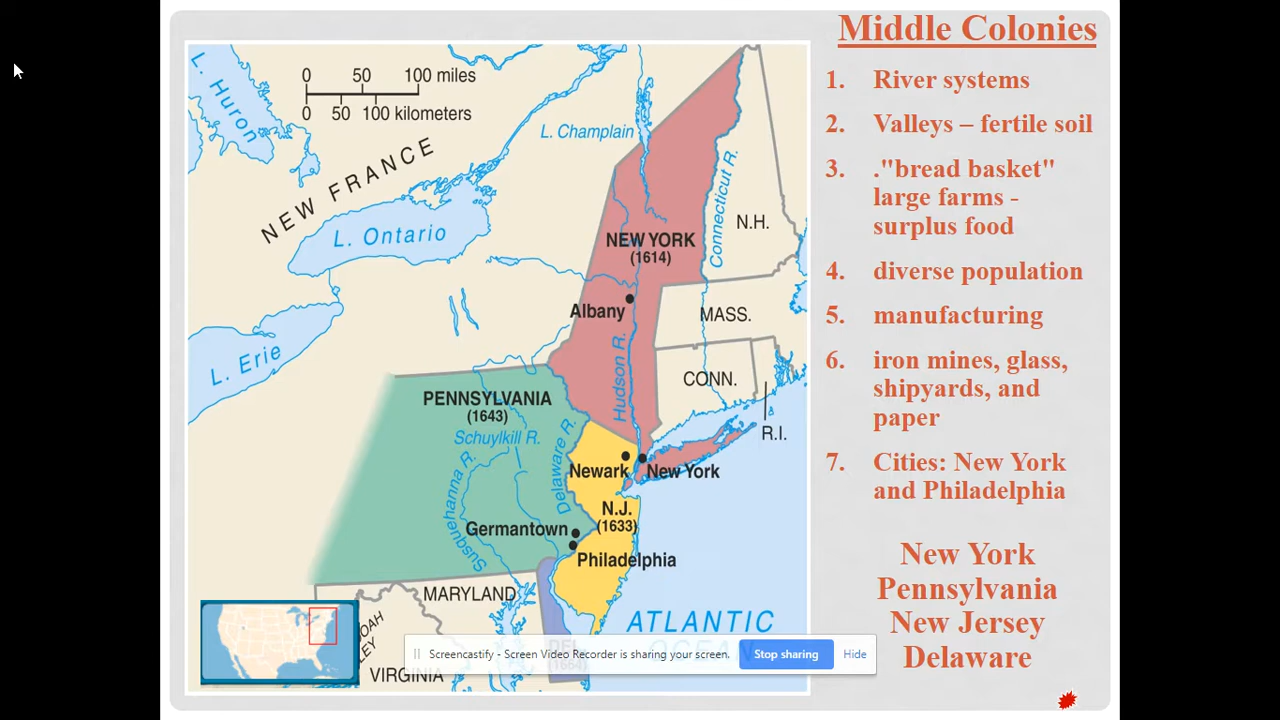 Middle Colonies
1. River systems
2. Valleys – fertile soil
3. ."bread basket"
large farms -
surplus food
4. diverse population
5. manufacturing
6. iron mines, glass,
shipyards, and
paper
7. Cities: New York
and Philadelphia
New York
Pennsylvania
New Jersey
Delaware
0 50 100 miles
0 50 100 kilometers
L. Huron
NEW FRANCE
L. Champlain
L. Ontario
Connecticut R.
N.H.
NEW YORK
(1614)
Albany
MASS.
L. Erie
Hudson R.
CONN.
PENNSYLVANIA
(1643)
R.I.
Schuylkill R.
Delaware R.
Susquehanna R.
Newark
New York
N.J.
(1633)
Germantown
Philadelphia
MARYLAND
ATLANTIC
VIRGINIA
Screencastify - Screen Video Recorder is sharing your screen.
Stop sharing
Hide